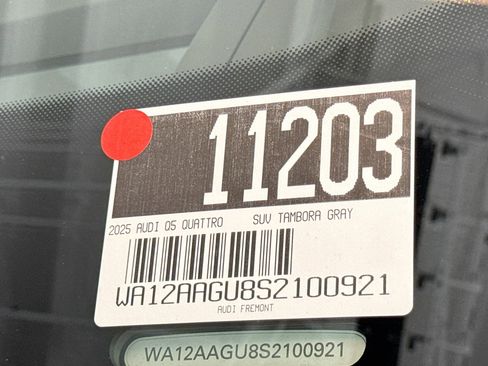 11203
2025 AUDI Q5 QUATTRO SUV TAMBORA GRAY
WA12AAGU8S2100921
AUDI FREMONT
WA12AAGU8S2100921